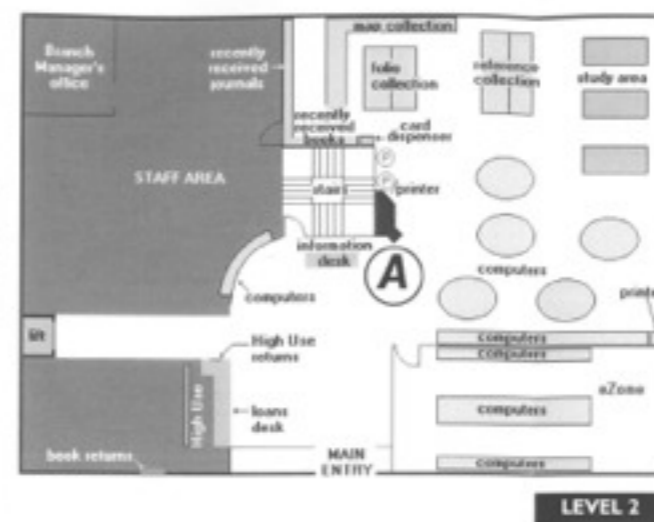 map collection
Branch
Manager's
office
recently
received
journals
folio
collection
reference
collection
study area
recently
received
books
card
dispenser
P
P
STAFF AREA
stairs
printer
information
desk
A
computers
computers
lift
High Use
returns
computers
computers
eZone
High Use
loans
desk
computers
book returns
MAIN
ENTRY
computers
LEVEL 2